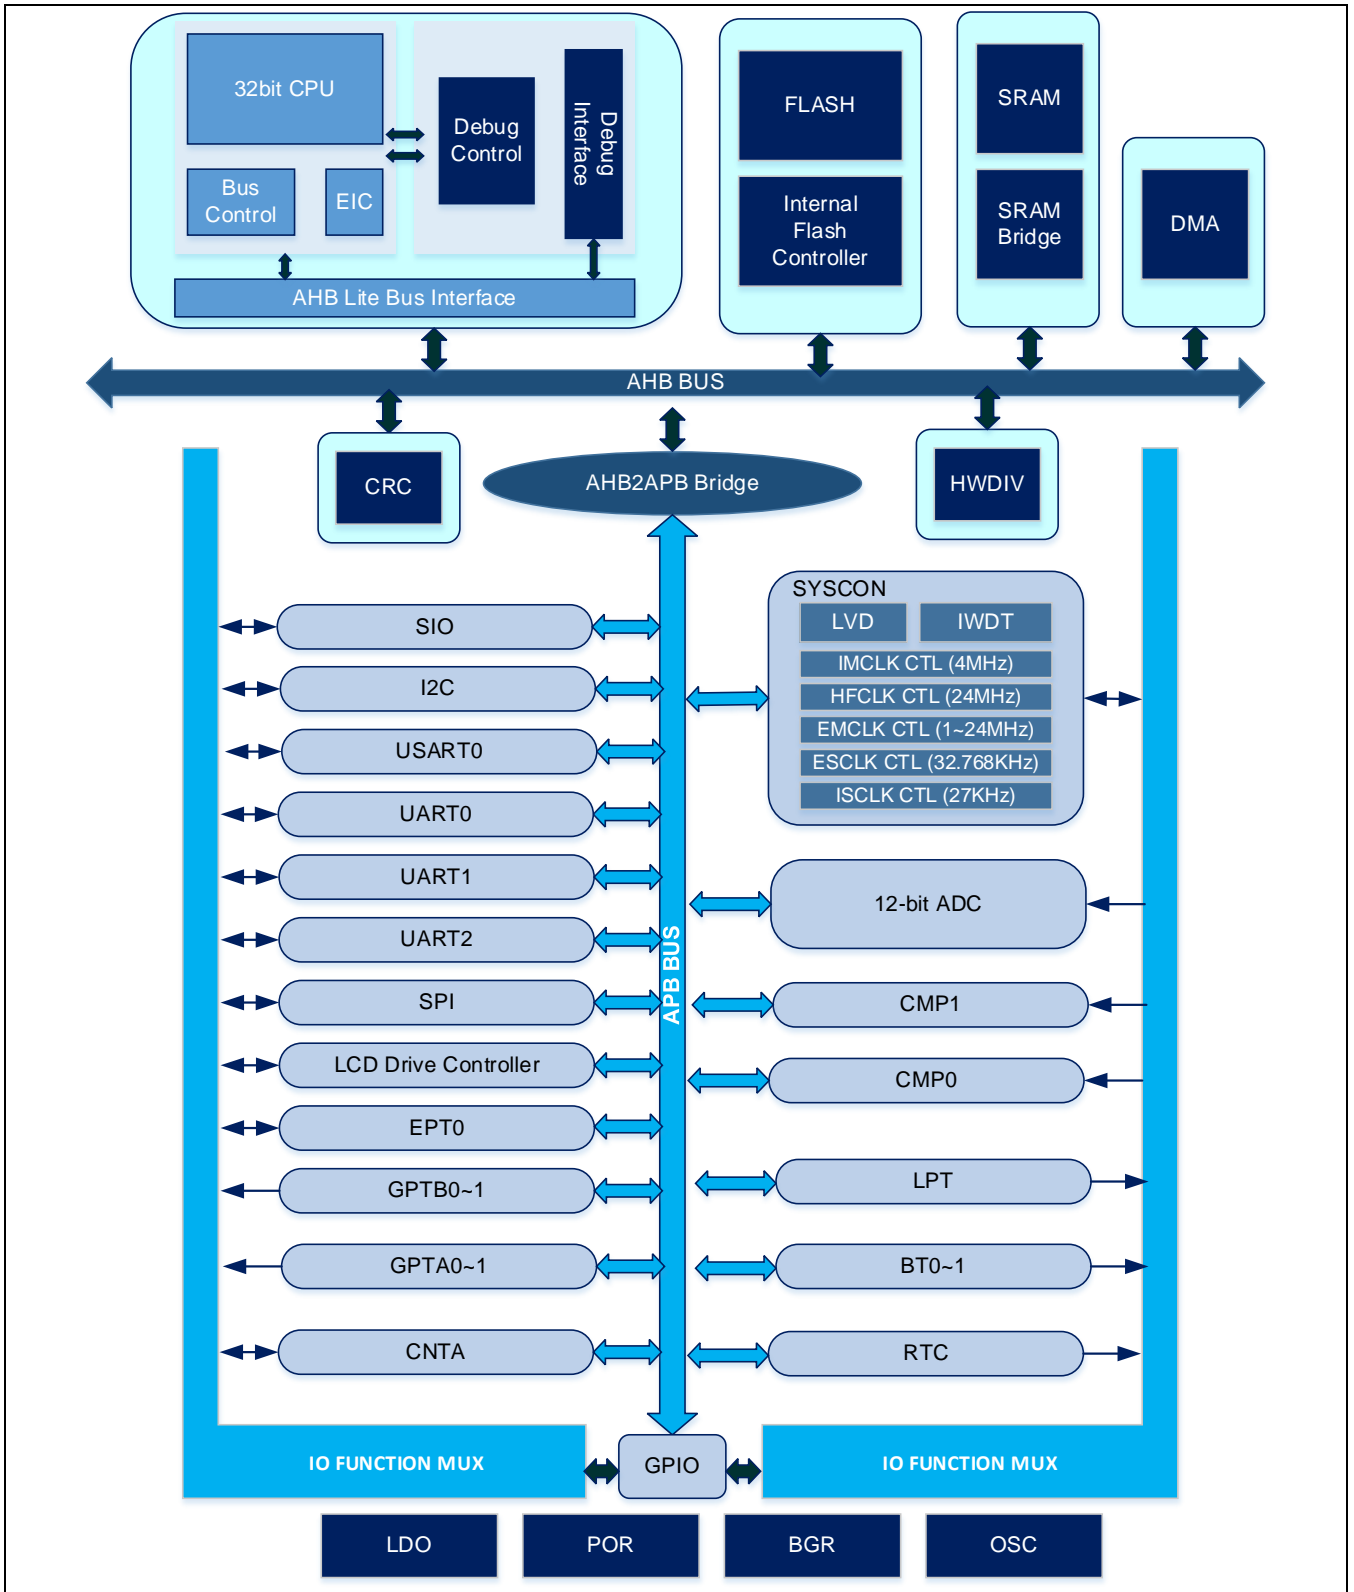 32bit CPU
Bus
Control
EIC
Debug
Control
Debug
Interface
AHB Lite Bus Interface
FLASH
Internal
Flash
Controller
SRAM
SRAM
Bridge
DMA
AHB BUS
CRC
AHB2APB Bridge
HWDIV
SIO
I2C
USART0
UART0
UART1
UART2
SPI
LCD Drive Controller
EPT0
GPTB0~1
GPTA0~1
CNTA
APB BUS
SYSCON
LVD
IWDT
IMCLK CTL (4MHz)
HFCLK CTL (24MHz)
EMCLK CTL (1~24MHz)
ESCLK CTL (32.768KHz)
ISCLK CTL (27KHz)
12-bit ADC
CMP1
CMP0
LPT
BT0~1
RTC
IO FUNCTION MUX
GPIO
IO FUNCTION MUX
LDO
POR
BGR
OSC